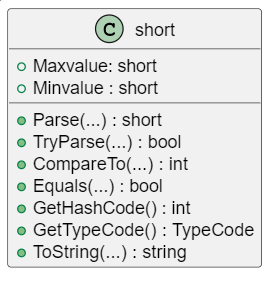 C short
Maxvalue: short
Minvalue : short
Parse(...) : short
TryParse(...) : bool
CompareTo(...) : int
Equals(...) : bool
GetHashCode() : int
GetTypeCode() : TypeCode
ToString(...) : string